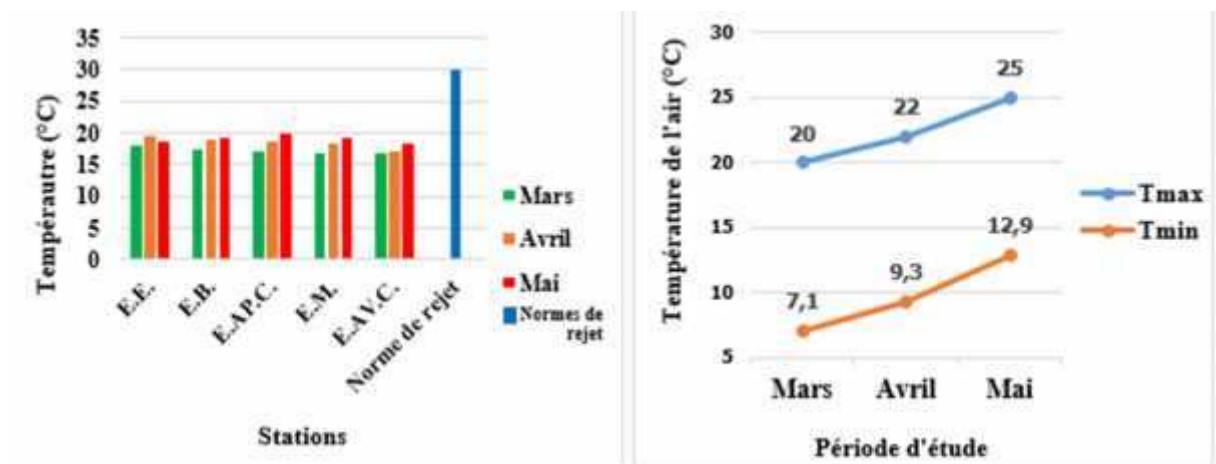 Températutre (°C)
35
30
25
20
15
10
5
0
E.E.
E.B.
E.AP.C.
E.M.
E.AV.C.
Norme de rejet
Stations
Mars
Avril
Mai
Normes de
rejet
Température de l'air (°C)
30
25
20
15
10
5
20
22
25
7,1
9,3
12,9
Mars
Avril
Mai
Période d'étude
Tmax
Tmin